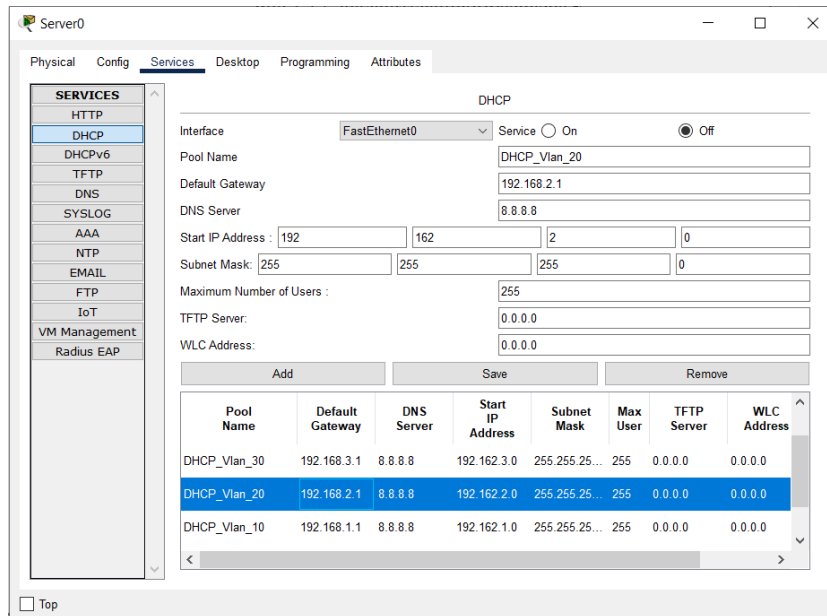 Server0
Physical Config Services Desktop Programming Attributes
SERVICES
HTTP
DHCP
DHCPv6
TFTP
DNS
SYSLOG
AAA
NTP
EMAIL
FTP
IoT
VM Management
Radius EAP
DHCP
Interface FastEthernet0 Service On Off
Pool Name DHCP_Vlan_20
Default Gateway 192.168.2.1
DNS Server 8.8.8.8
Start IP Address : 192 162 2 0
Subnet Mask: 255 255 255 0
Maximum Number of Users : 255
TFTP Server: 0.0.0.0
WLC Address: 0.0.0.0
Add Save Remove
Pool Name Default Gateway DNS Server Start IP Address Subnet Mask Max User TFTP Server WLC Address
DHCP_Vlan_30 192.168.3.1 8.8.8.8 192.162.3.0 255.255.25... 255 0.0.0.0 0.0.0.0
DHCP_Vlan_20 192.168.2.1 8.8.8.8 192.162.2.0 255.255.25... 255 0.0.0.0 0.0.0.0
DHCP_Vlan_10 192.168.1.1 8.8.8.8 192.162.1.0 255.255.25... 255 0.0.0.0 0.0.0.0
Top